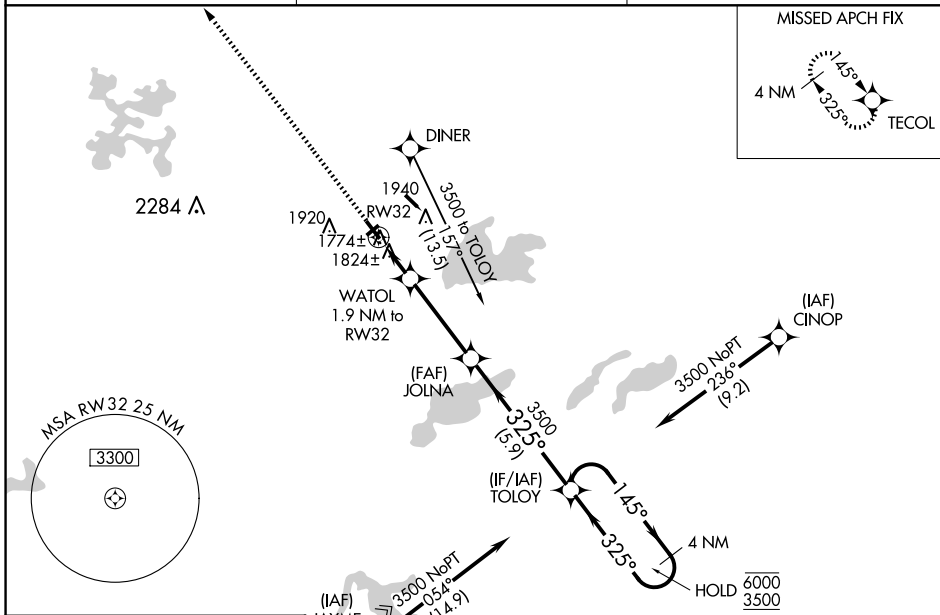 MISSED APCH FIX
145°
4 NM
325°
TECOL
DINER
2284
1940
RW32
1920
1774±
1824±
3500 to TOLOY
157°
(13.5)
WATOL
1.9 NM to
RW32
(IAF)
CINOP
3500 NoPT
236°
(9.2)
(FAF)
JOLNA
MSA RW32 25 NM
3300
3500
325°
(5.9)
(IF/IAF)
TOLOY
145°
325°
4 NM
HOLD
6000
3500
(IAF)
3500 NoPT
054°
(14.9)